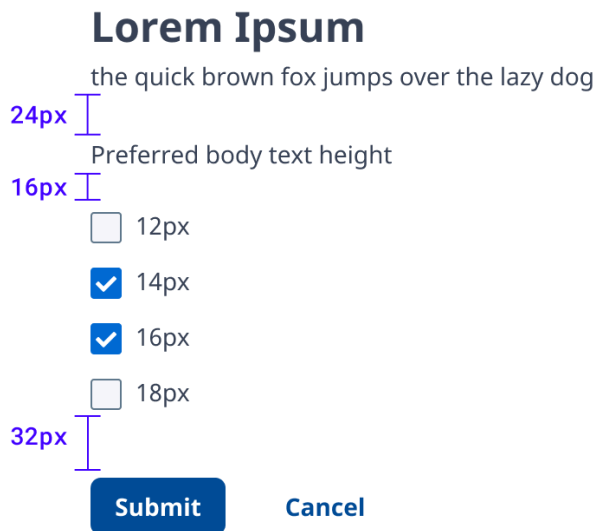 Lorem Ipsum
the quick brown fox jumps over the lazy dog
24px
Preferred body text height
16px
12px
14px
16px
18px
32px
Submit Cancel